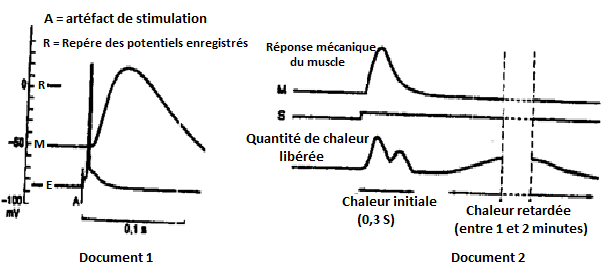 A = artéfact de stimulation
R = Repére des potentiels enregistrés
0
R
-50
M
E
-100
mV
A
0,1 s
Document 1
Réponse mécanique
du muscle
M
S
Quantité de chaleur
libérée
Chaleur initiale
(0,3 S)
Chaleur retardée
(entre 1 et 2 minutes)
Document 2